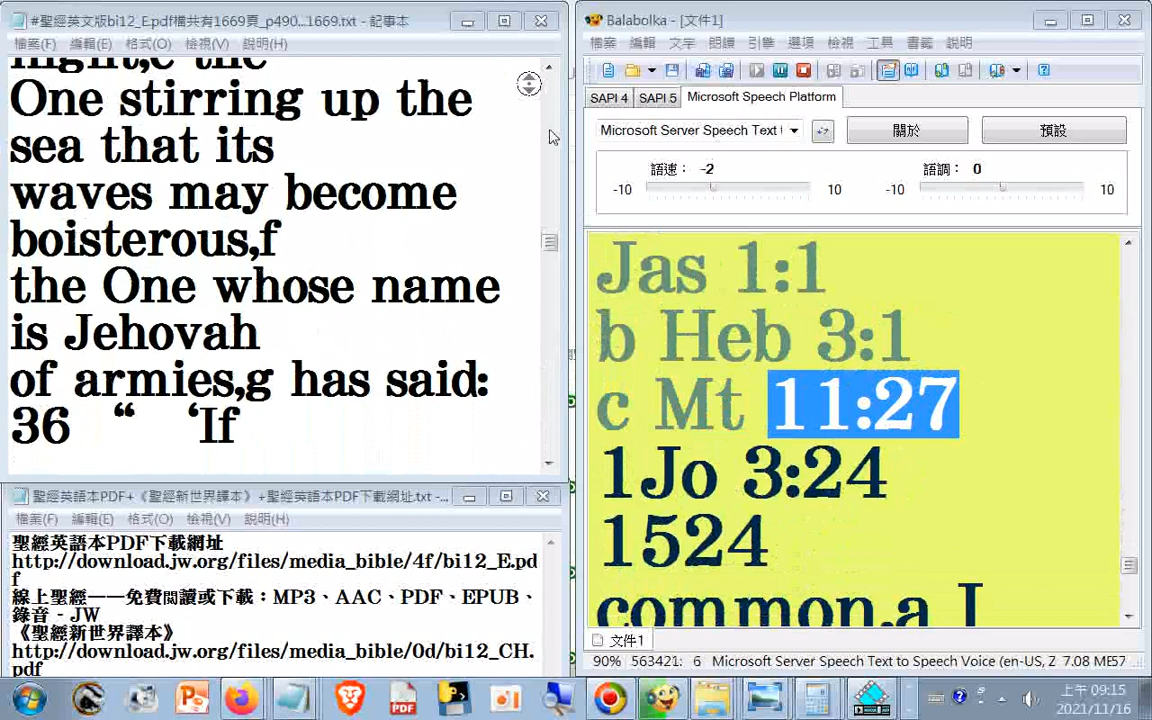 #聖經英文版bi12_E.pdf檔共有1669頁_p490...1669.txt - 記事本
檔案(F) 編輯(E) 格式(O) 檢視(V) 說明(H)
night,e the
One stirring up the
sea that its
waves may become
boisterous,f
the One whose name
is Jehovah
of armies,g has said:
36 “ ‘If
聖經英語本PDF+《聖經新世界譯本》+聖經英語本PDF下載網址.txt - ...
檔案(F) 編輯(E) 格式(O) 檢視(V) 說明(H)
聖經英語本PDF下載網址
http://download.jw.org/files/media_bible/4f/bi12_E.pd
f
線上聖經──免費閱讀或下載：MP3、AAC、PDF、EPUB、
錄音 - JW
《聖經新世界譯本》
http://download.jw.org/files/media_bible/0d/bi12_CH.
pdf
Balabolka - [文件1]
檔案 編輯 文字 朗讀 引擎 選項 檢視 工具 書籤 說明
SAPI 4 SAPI 5 Microsoft Speech Platform
Microsoft Server Speech Text 關於 預設
語速： -2 語調： 0
-10 10 -10 10
Jas 1:1
b Heb 3:1
c Mt 11:27
1Jo 3:24
1524
common,a I
文件1
90% 563421: 6 Microsoft Server Speech Text to Speech Voice (en-US, Z 7.08 ME57
PDF
上午 09:15
2021/11/16